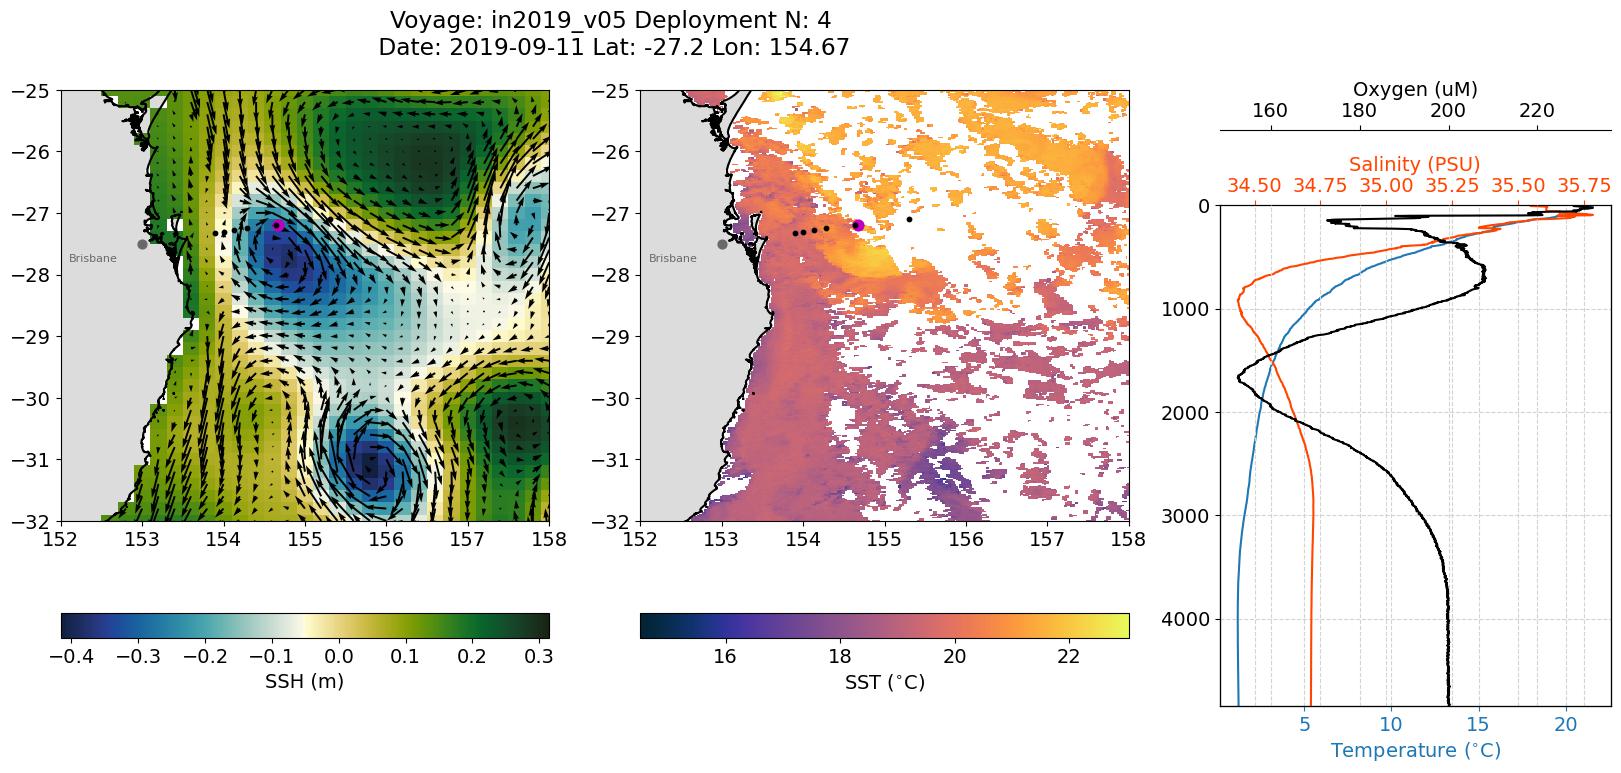 Voyage: in2019_v05 Deployment N: 4
Date: 2019-09-11 Lat: -27.2 Lon: 154.67
−25
−26
−27
−28
−29
−30
−31
−32
152 153 154 155 156 157 158
Brisbane
−0.4 −0.3 −0.2 −0.1 0.0 0.1 0.2 0.3
SSH (m)
−25
−26
−27
−28
−29
−30
−31
−32
152 153 154 155 156 157 158
Brisbane
16 18 20 22
SST (°C)
Oxygen (uM)
160 180 200 220
Salinity (PSU)
34.50 34.75 35.00 35.25 35.50 35.75
0
1000
2000
3000
4000
5 10 15 20
Temperature (°C)